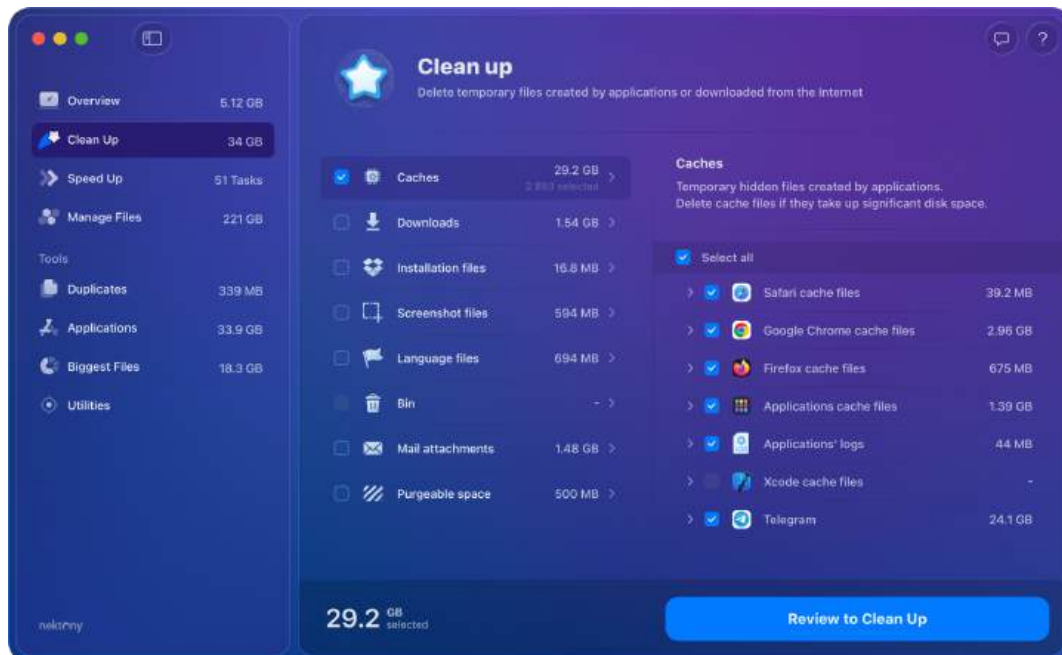 Overview 5.12 GB
Clean Up 34 GB
Speed Up 51 Tasks
Manage Files 221 GB
Tools
Duplicates 339 MB
Applications 33.9 GB
Biggest Files 18.3 GB
Utilities
nektony
Clean up
Delete temporary files created by applications or downloaded from the internet
?
Caches 29.2 GB
2 893 selected
Downloads 1.54 GB
Installation files 16.8 MB
Screenshot files 594 MB
Language files 694 MB
Bin -
Mail attachments 1.48 GB
Purgeable space 500 MB
Caches
Temporary hidden files created by applications.
Delete cache files if they take up significant disk space.
Select all
Safari cache files 39.2 MB
Google Chrome cache files 2.96 GB
Firefox cache files 675 MB
Applications cache files 1.39 GB
Applications' logs 44 MB
Xcode cache files -
Telegram 24.1 GB
29.2 GB selected
Review to Clean Up